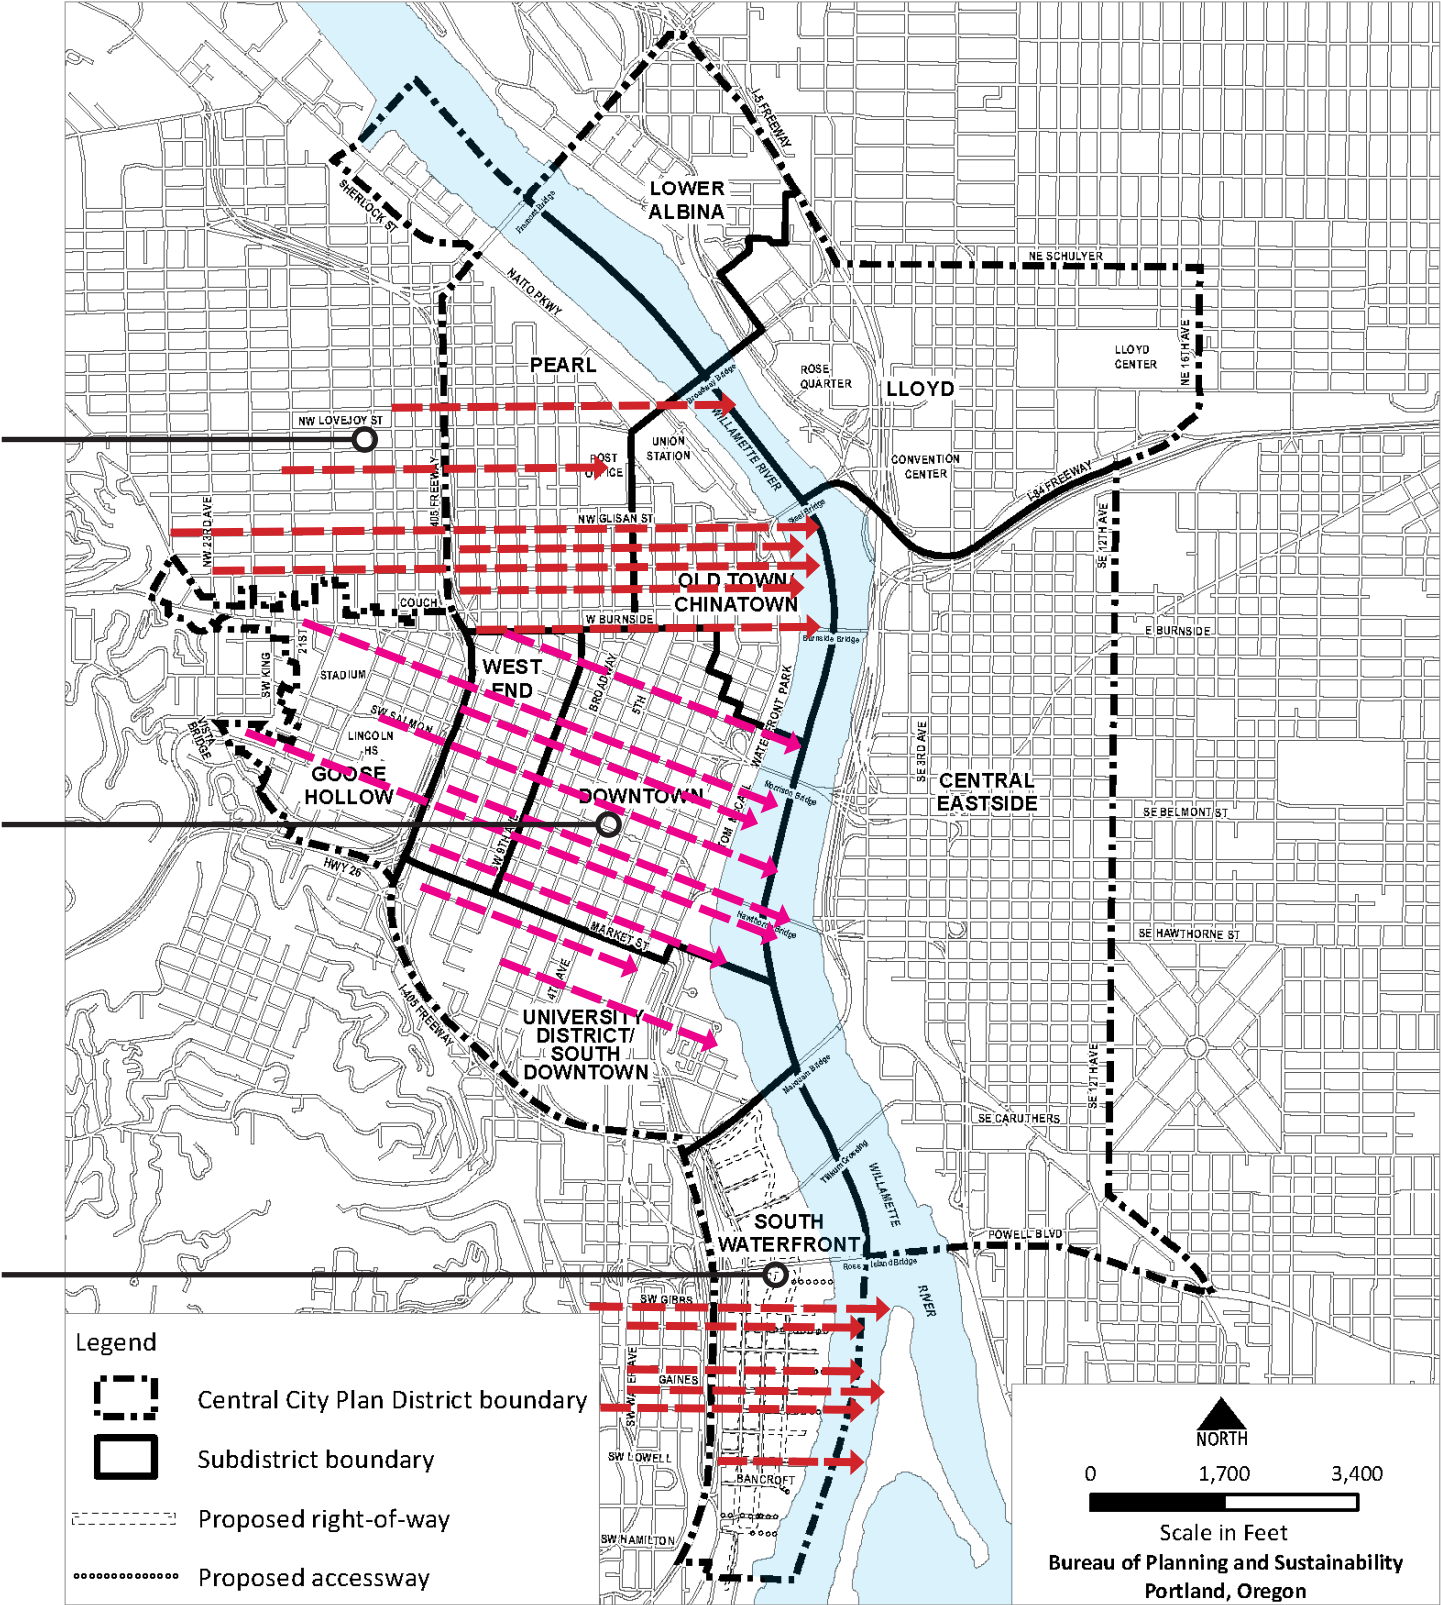 I-5 FREEWAY
LOWER
ALBINA
SHERLOCK ST
Fremont Bridge
NE SCHULYER
NAITO PKWY
NE 16TH AVE
LLOYD
CENTER
PEARL
ROSE
QUARTER
LLOYD
Broadway Bridge
NW LOVEJOY ST
WILLAMETTE RIVER
UNION
STATION
POST
OFFICE
CONVENTION
CENTER
I-84 FREEWAY
405 FREEWAY
NW 23RD AVE
NW GLISAN ST
Steel Bridge
SE 12TH AVE
OLD TOWN/
CHINATOWN
COUCH
W BURNSIDE
Burnside Bridge
E BURNSIDE
21ST
SW KING
STADIUM
WEST
END
BROADWAY
5TH
TOM MCCALL WATERFRONT PARK
SW SALMON
VISTA
BRIDGE
LINCOLN
HS
GOOSE
HOLLOW
DOWNTOWN
Morrison Bridge
SE 3RD AVE
CENTRAL
EASTSIDE
SE BELMONT ST
SW 9TH AVE
HWY 26
Hawthorne Bridge
MARKET ST
SE HAWTHORNE ST
4TH AVE
I-405 FREEWAY
UNIVERSITY
DISTRICT/
SOUTH
DOWNTOWN
Marquam Bridge
SE 12TH AVE
SE CARUTHERS
Tilikum Crossing
WILLAMETTE
RIVER
SOUTH
WATERFRONT
POWELL BLVD
Ross Island Bridge
SW GIBBS
SW WATER AVE
GAINES
SW LOWELL
BANCROFT
SW HAMILTON
Legend
Central City Plan District boundary
Subdistrict boundary
Proposed right-of-way
Proposed accessway
NORTH
0 1,700 3,400
Scale in Feet
Bureau of Planning and Sustainability
Portland, Oregon